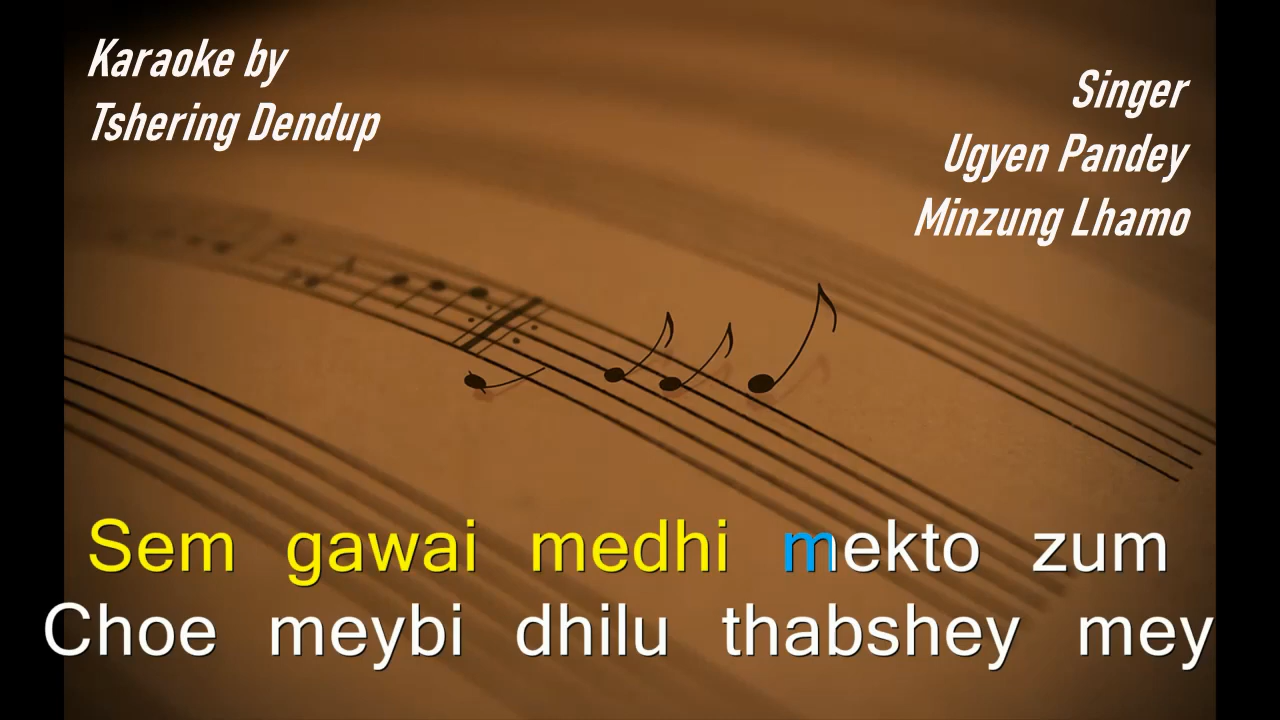 Karaoke by
Tshering Dendup
Singer
Ugyen Pandey
Minzung Lhamo
Sem gawai medhi mekto zum
Choe meybi dhilu thabshey mey